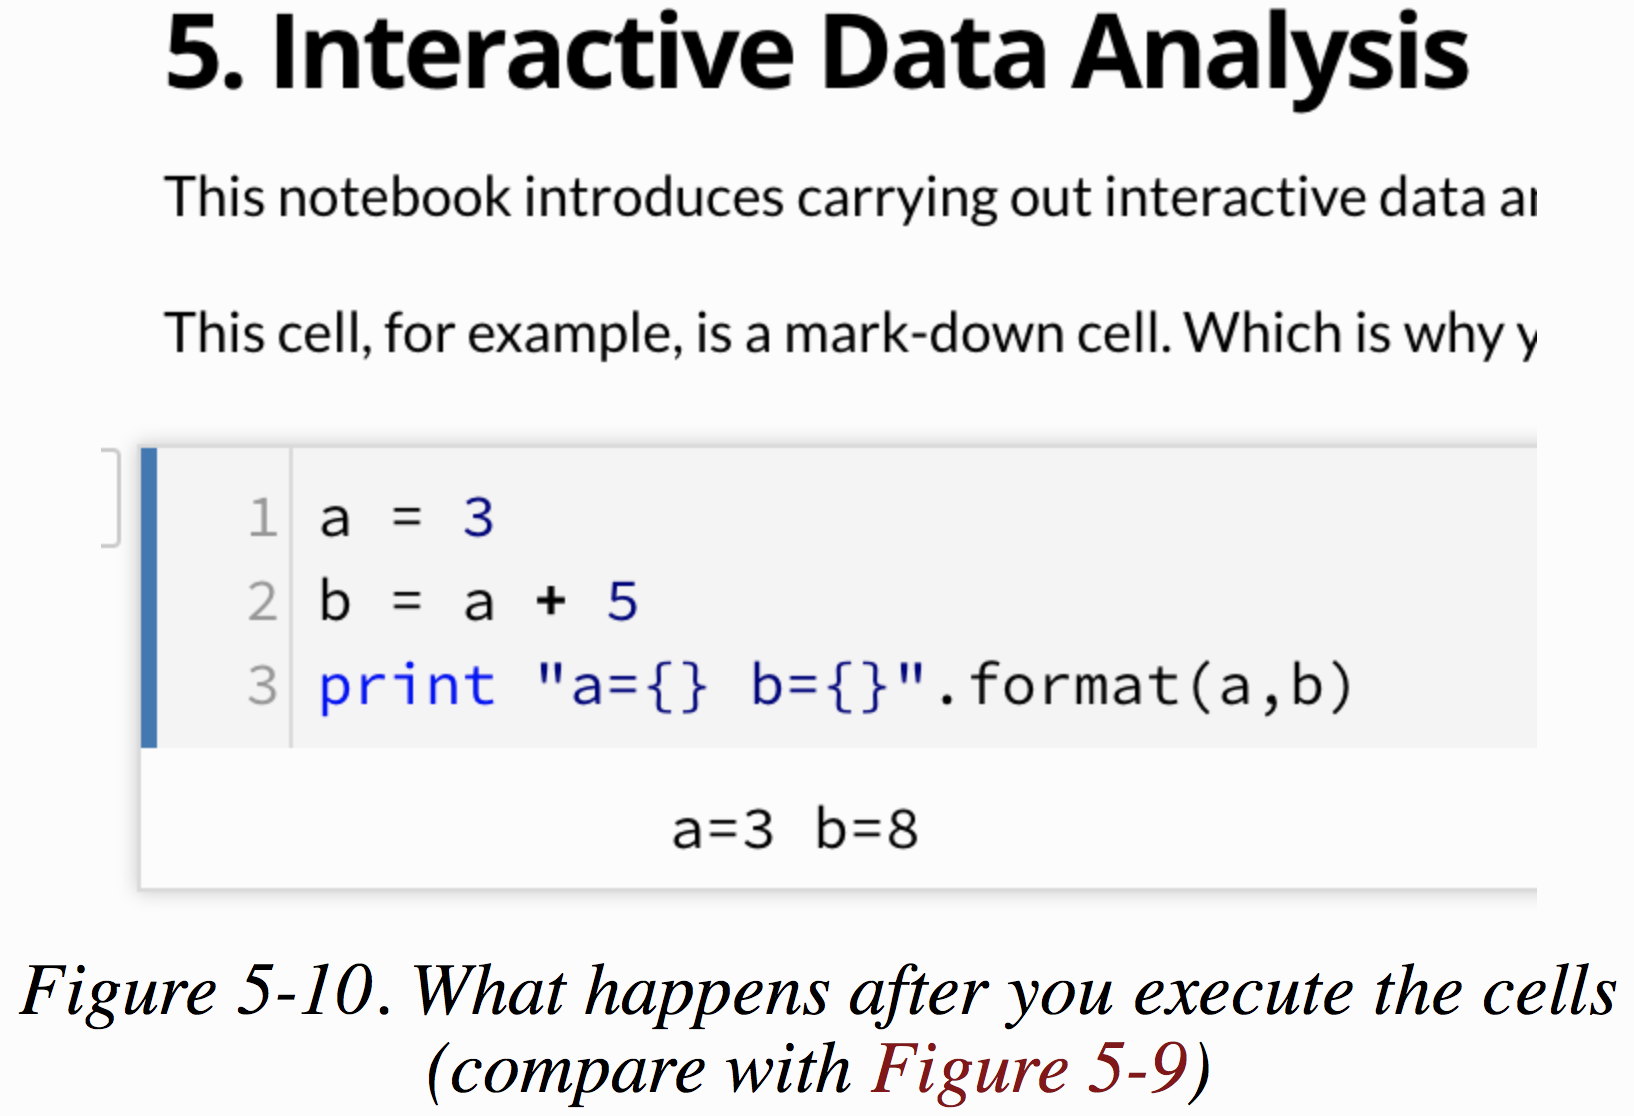 5. Interactive Data Analysis
This notebook introduces carrying out interactive data
This cell, for example, is a mark-down cell. Which is why
1 a = 3
2 b = a + 5
3 print "a={} b={}".format(a,b)
a=3 b=8
Figure 5-10. What happens after you execute the cells
(compare with Figure 5-9)